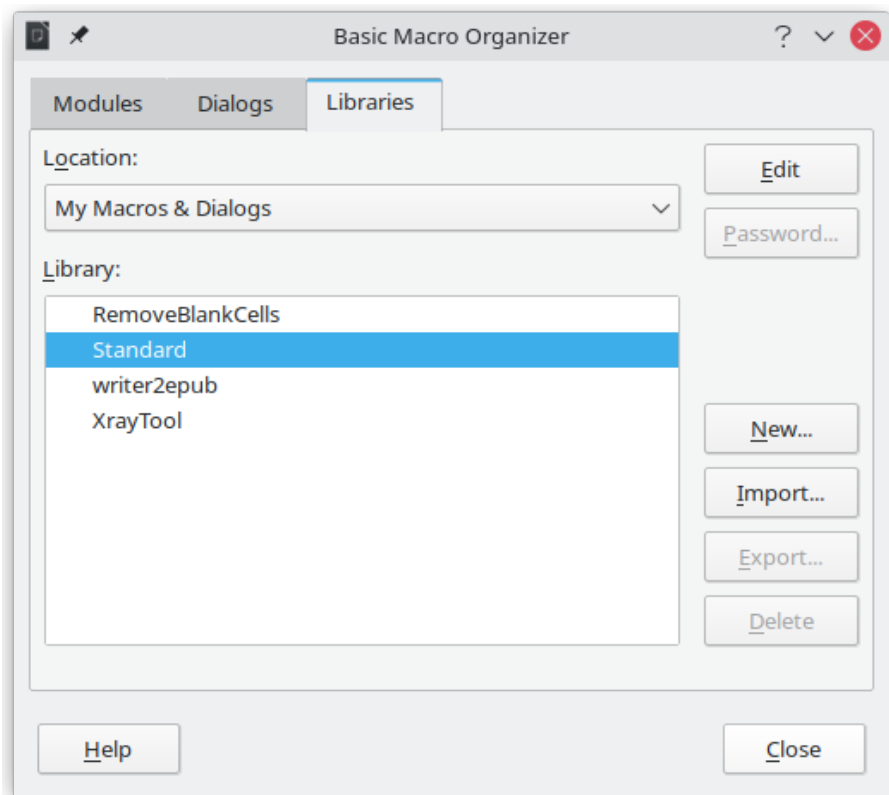 Basic Macro Organizer ?
Modules Dialogs Libraries
Location:
My Macros & Dialogs
Edit
Password...
Library:
RemoveBlankCells
Standard
writer2epub
XrayTool
New...
Import...
Export...
Delete
Help
Close